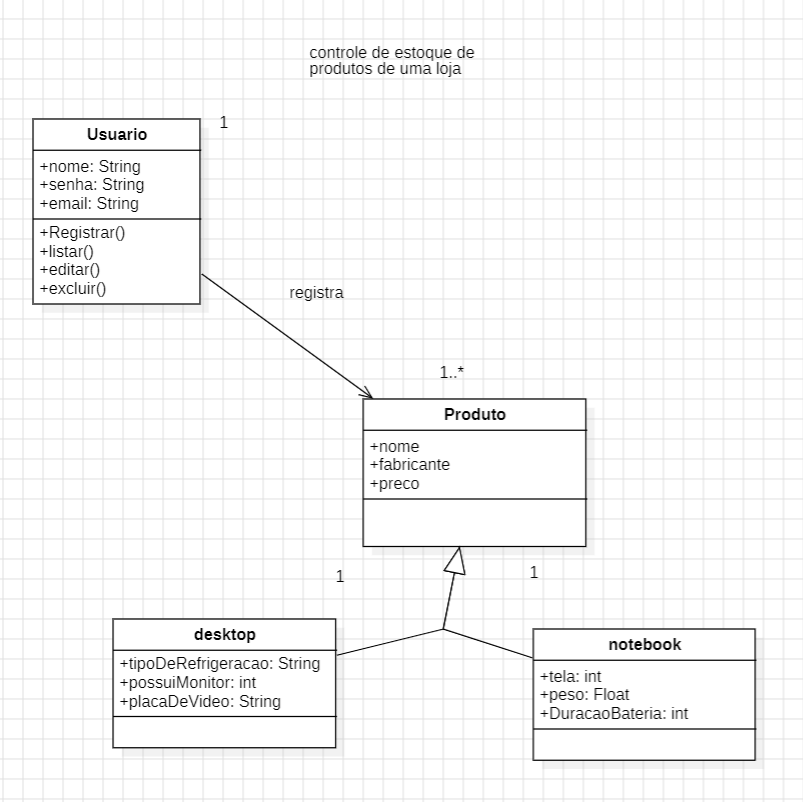 controle de estoque de
produtos de uma loja
1
Usuario
+nome: String
+senha: String
+email: String
+Registrar()
+listar()
+editar()
+excluir()
registra
1..*
Produto
+nome
+fabricante
+preco
1
1
desktop
+tipoDeRefrigeracao: String
+possuiMonitor: int
+placaDeVideo: String
notebook
+tela: int
+peso: Float
+DuracaoBateria: int